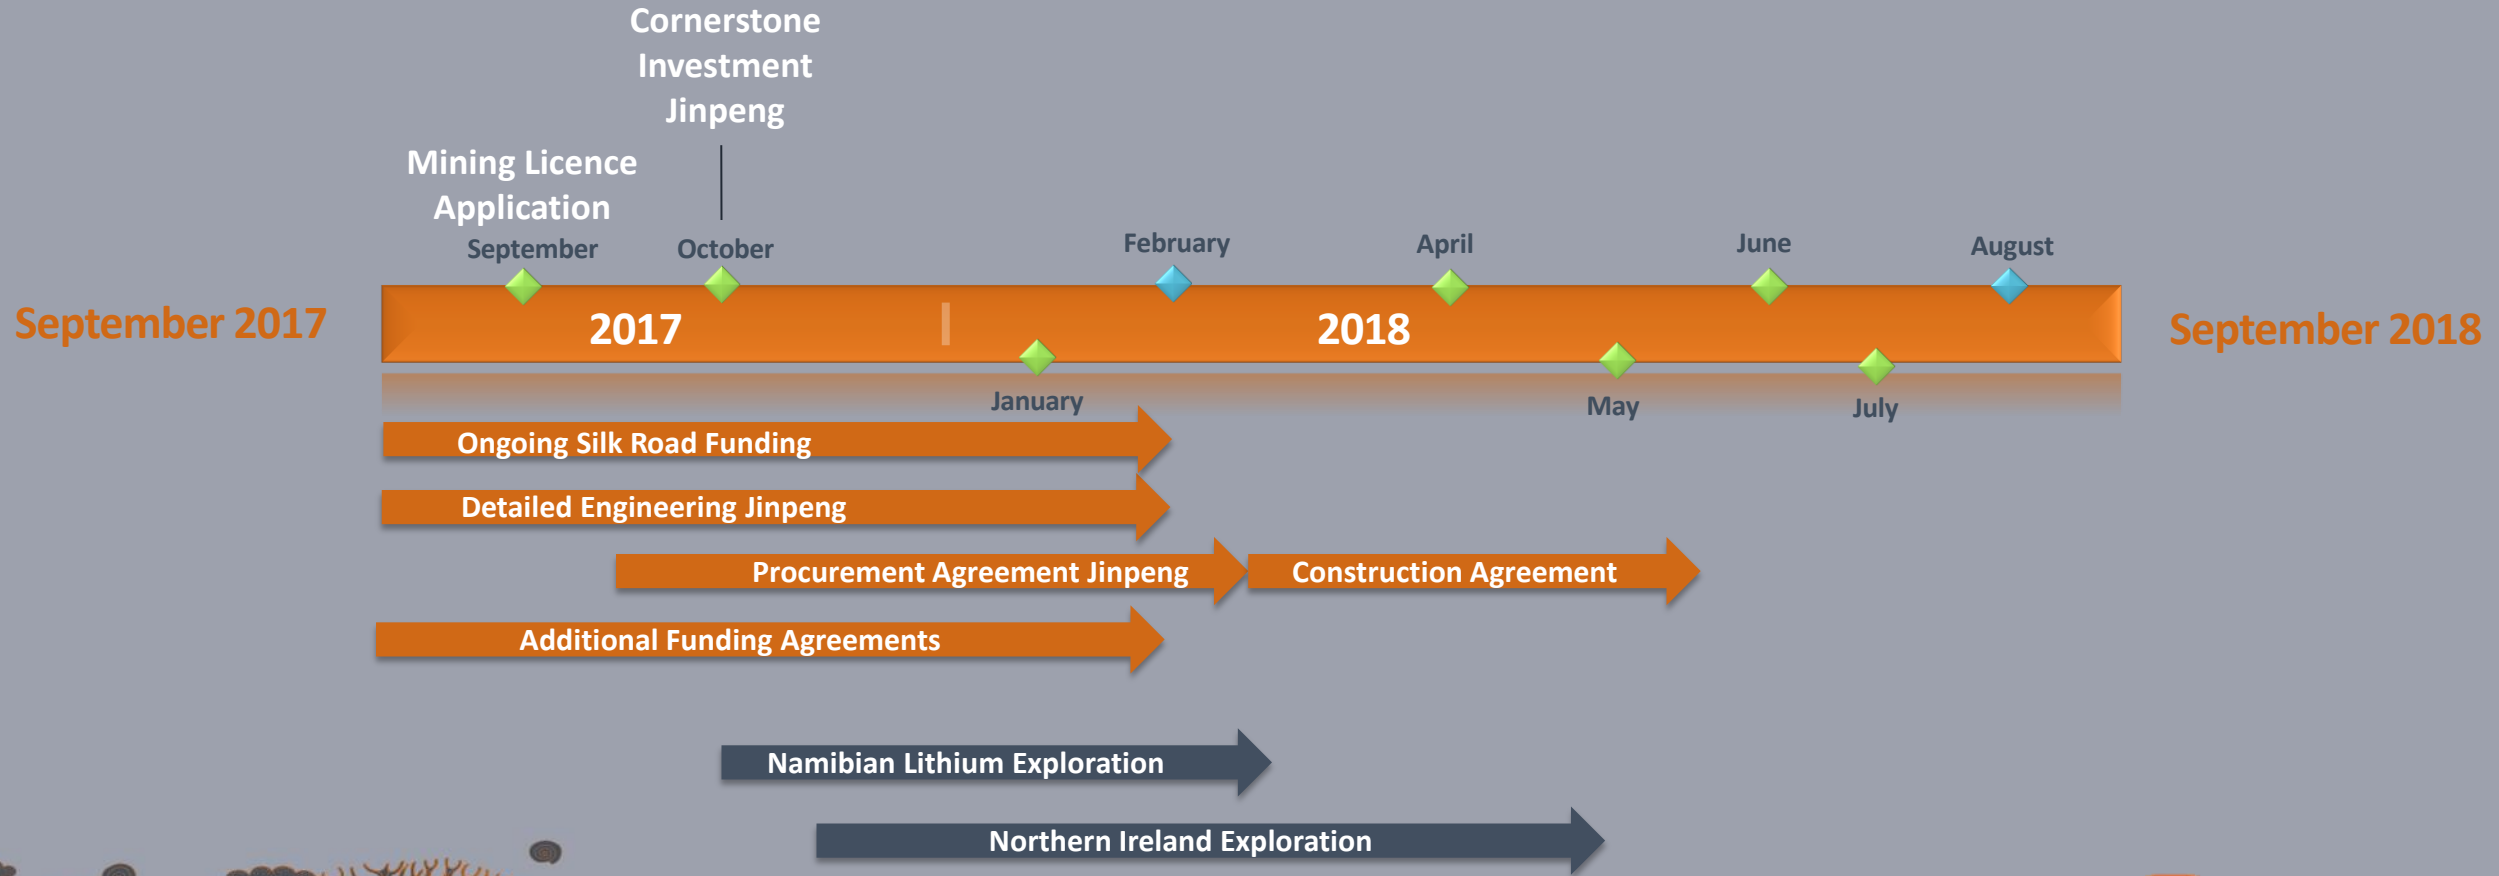 Cornerstone
Investment
Jinpeng
Mining Licence
Application
September
October
February
April
June
August
September 2017
2017
2018
September 2018
January
May
July
Ongoing Silk Road Funding
Detailed Engineering Jinpeng
Procurement Agreement Jinpeng
Construction Agreement
Additional Funding Agreements
Namibian Lithium Exploration
Northern Ireland Exploration